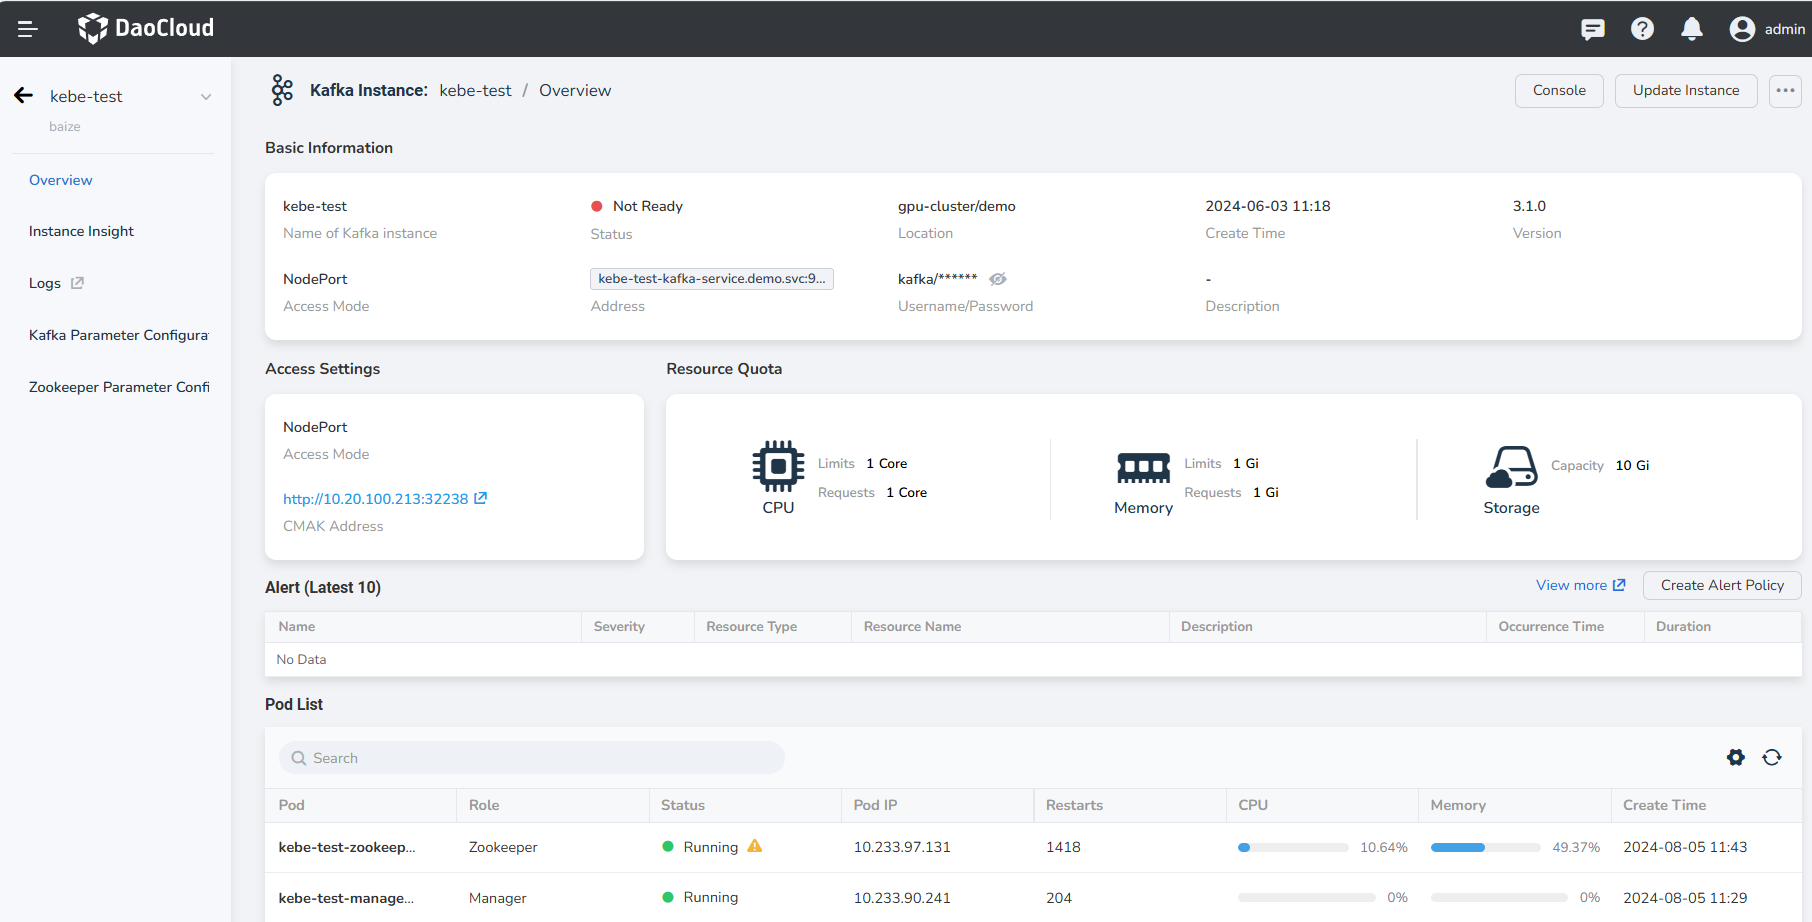 DaoCloud
admin
kebe-test
baize
Overview
Instance Insight
Logs
Kafka Parameter Configura
Zookeeper Parameter Confi
Kafka Instance: kebe-test / Overview
Console
Update Instance
Basic Information
kebe-test
Name of Kafka instance
Not Ready
Status
gpu-cluster/demo
Location
2024-06-03 11:18
Create Time
3.1.0
Version
NodePort
Access Mode
kebe-test-kafka-service.demo.svc:9...
Address
kafka/******
Username/Password
-
Description
Access Settings
NodePort
Access Mode
http://10.20.100.213:32238
CMAK Address
Resource Quota
CPU
Limits 1 Core
Requests 1 Core
Memory
Limits 1 Gi
Requests 1 Gi
Storage
Capacity 10 Gi
Alert (Latest 10)
View more
Create Alert Policy
Name Severity Resource Type Resource Name Description Occurrence Time Duration
No Data
Pod List
Search
Pod Role Status Pod IP Restarts CPU Memory Create Time
kebe-test-zookeep... Zookeeper Running 10.233.97.131 1418 10.64% 49.37% 2024-08-05 11:43
kebe-test-manage... Manager Running 10.233.90.241 204 0% 0% 2024-08-05 11:29